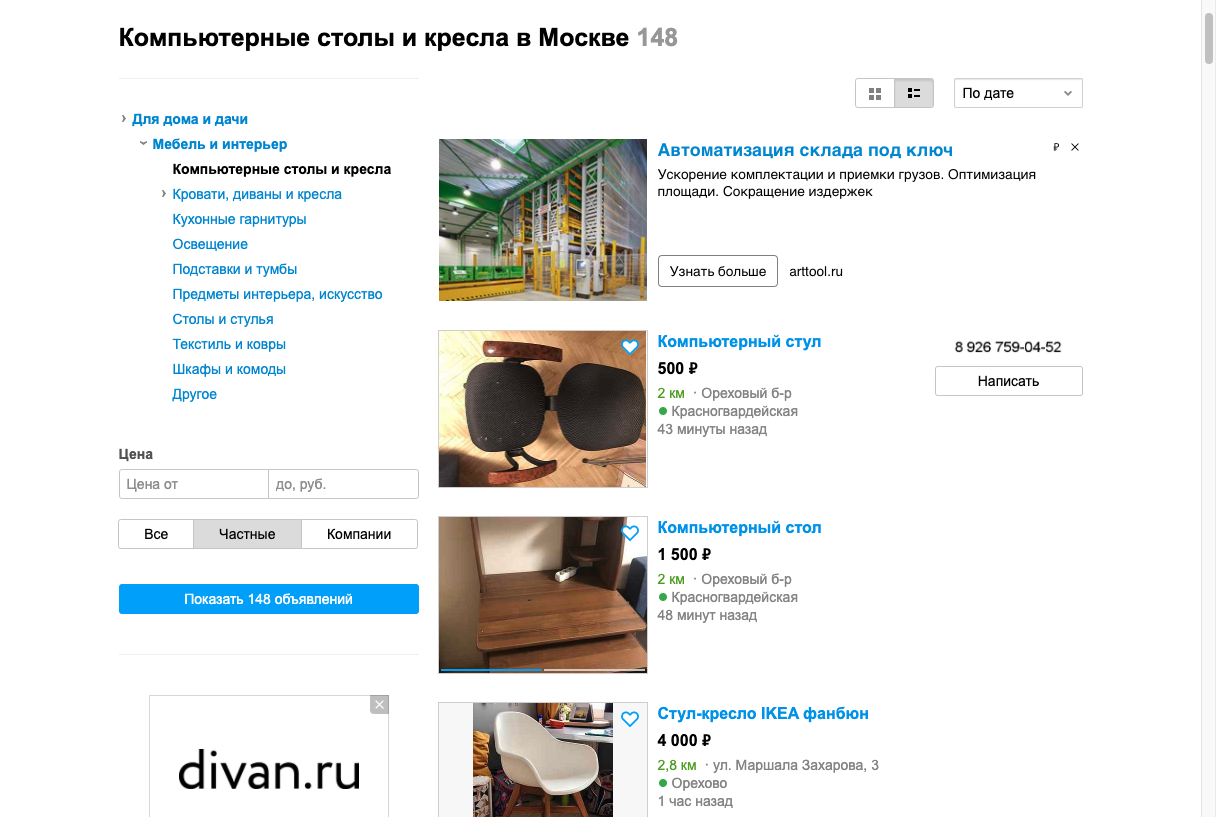 Компьютерные столы и кресла в Москве 148
По дате
Для дома и дачи
Мебель и интерьер
Компьютерные столы и кресла
Кровати, диваны и кресла
Кухонные гарнитуры
Освещение
Подставки и тумбы
Предметы интерьера, искусство
Столы и стулья
Текстиль и ковры
Шкафы и комоды
Другое
Цена
Цена от
до, руб.
Все
Частные
Компании
Показать 148 объявлений
divan.ru
Автоматизация склада под ключ
₽
Ускорение комплектации и приемки грузов. Оптимизация
площади. Сокращение издержек
Узнать больше
arttool.ru
Компьютерный стул
500 ₽
2 км · Ореховый б-р
Красногвардейская
43 минуты назад
8 926 759-04-52
Написать
Компьютерный стол
1 500 ₽
2 км · Ореховый б-р
Красногвардейская
48 минут назад
Стул-кресло IKEA фанбюн
4 000 ₽
2,8 км · ул. Маршала Захарова, 3
Орехово
1 час назад